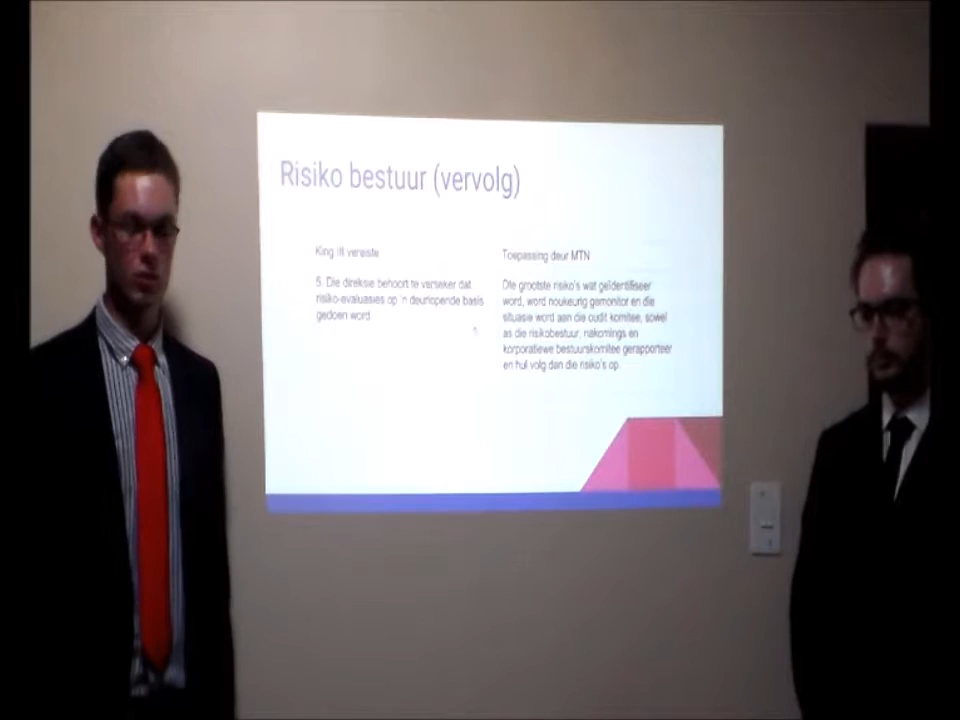 Risiko bestuur (vervolg)
King III vereiste
5. Die direksie behoort te verseker dat
risiko-evaluasies op 'n deurlopende basis
gedoen word.
Toepassing deur MTN
DIe grootste risiko's wat geïdentifiseer
word, word noukeurig gemonitor en die
situasie word aan die oudit komitee, sowel
as die risikobestuur, nakomings en
korporatiewe bestuurskomitee gerapporteer
en hul volg dan die risiko's op.